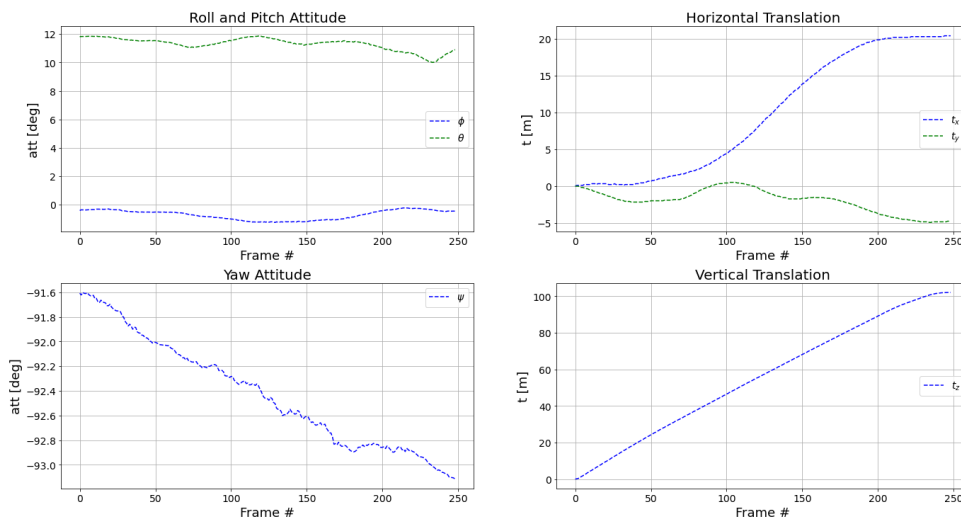 Roll and Pitch Attitude
12
10
8
6
4
2
0
att [deg]
ϕ
θ
0 50 100 150 200 250
Frame #
Horizontal Translation
20
15
10
5
0
−5
t [m]
t_x
t_y
0 50 100 150 200 250
Frame #
Yaw Attitude
−91.6
−91.8
−92.0
−92.2
−92.4
−92.6
−92.8
−93.0
att [deg]
ψ
0 50 100 150 200 250
Frame #
Vertical Translation
100
80
60
40
20
0
t [m]
t_z
0 50 100 150 200 250
Frame #